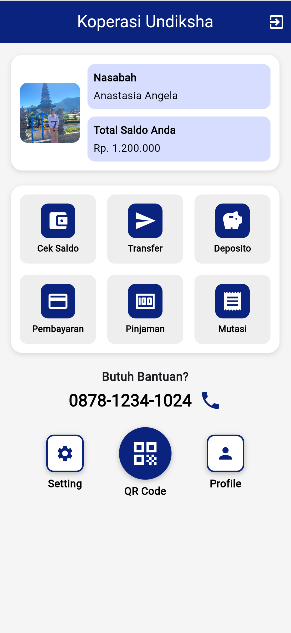 Koperasi Undiksha
Nasabah
Anastasia Angela
Total Saldo Anda
Rp. 1.200.000
Cek Saldo
Transfer
Deposito
Pembayaran
Pinjaman
Mutasi
Butuh Bantuan?
0878-1234-1024
Setting
QR Code
Profile